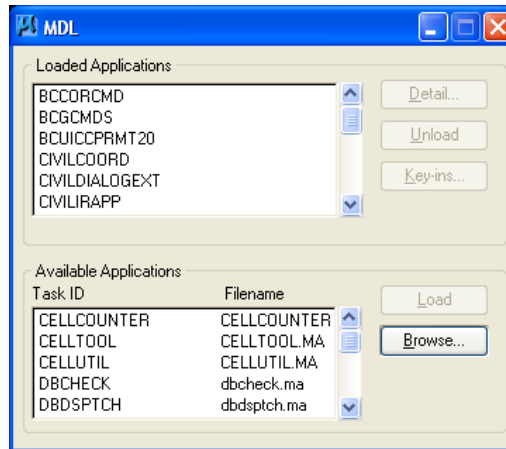 MDL
Loaded Applications
BCCORCMD
BCGCMDS
BCUICCPRMT20
CIVILCOORD
CIVILDIALOGEXT
CIVILIRAPP
Detail...
Unload
Key-ins...
Available Applications
Task ID Filename
CELLCOUNTER CELLCOUNTER
CELLTOOL CELLTOOL.MA
CELLUTIL CELLUTIL.MA
DBCHECK dbcheck.ma
DBDSPTCH dbdsptch.ma
Load
Browse...